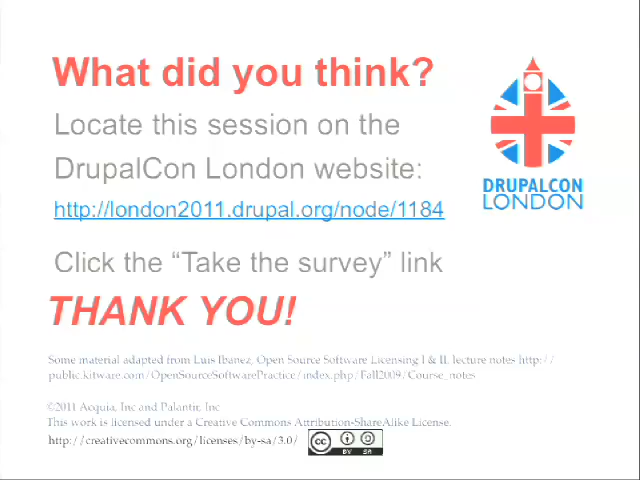 What did you think?
Locate this session on the
DrupalCon London website:
http://london2011.drupal.org/node/1184
DRUPALCON
LONDON
Click the “Take the survey” link
THANK YOU!
Some material adapted from Luis Ibanez, Open Source Software Licensing I & II, lecture notes http://
public.kitware.com/OpenSourceSoftwarePractice/index.php/Fall2009/Course_notes
©2011 Acquia, Inc and Palantir, Inc
This work is licensed under a Creative Commons Attribution-ShareAlike License.
http://creativecommons.org/licenses/by-sa/3.0/
cc
BY SA